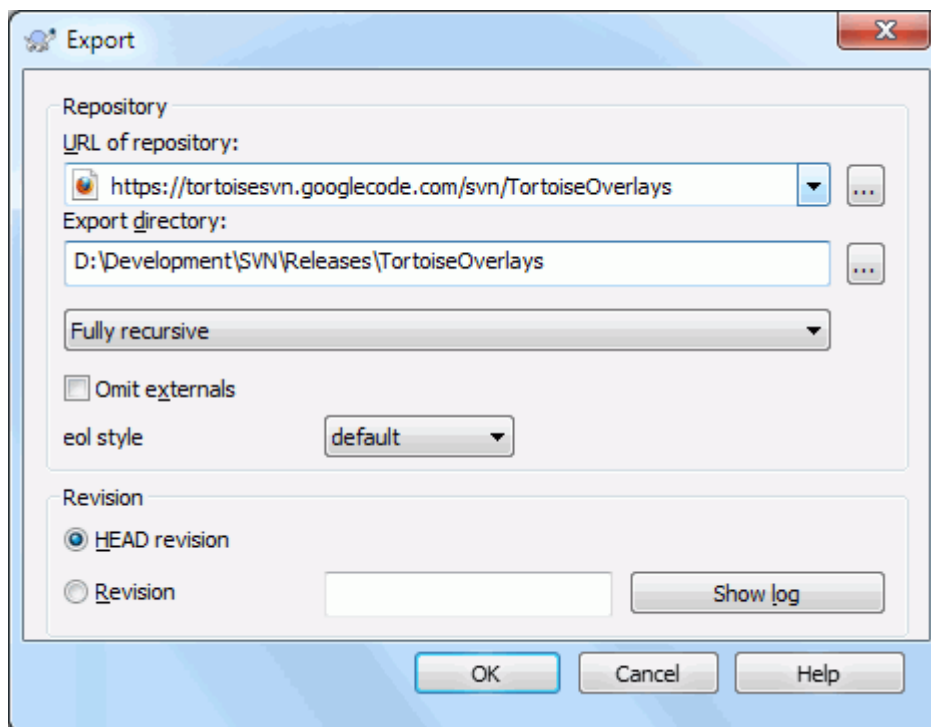 Export
Repository
URL of repository:
https://tortoisesvn.googlecode.com/svn/TortoiseOverlays
...
Export directory:
D:\Development\SVN\Releases\TortoiseOverlays
...
Fully recursive
Omit externals
eol style default
Revision
HEAD revision
Revision Show log
OK Cancel Help